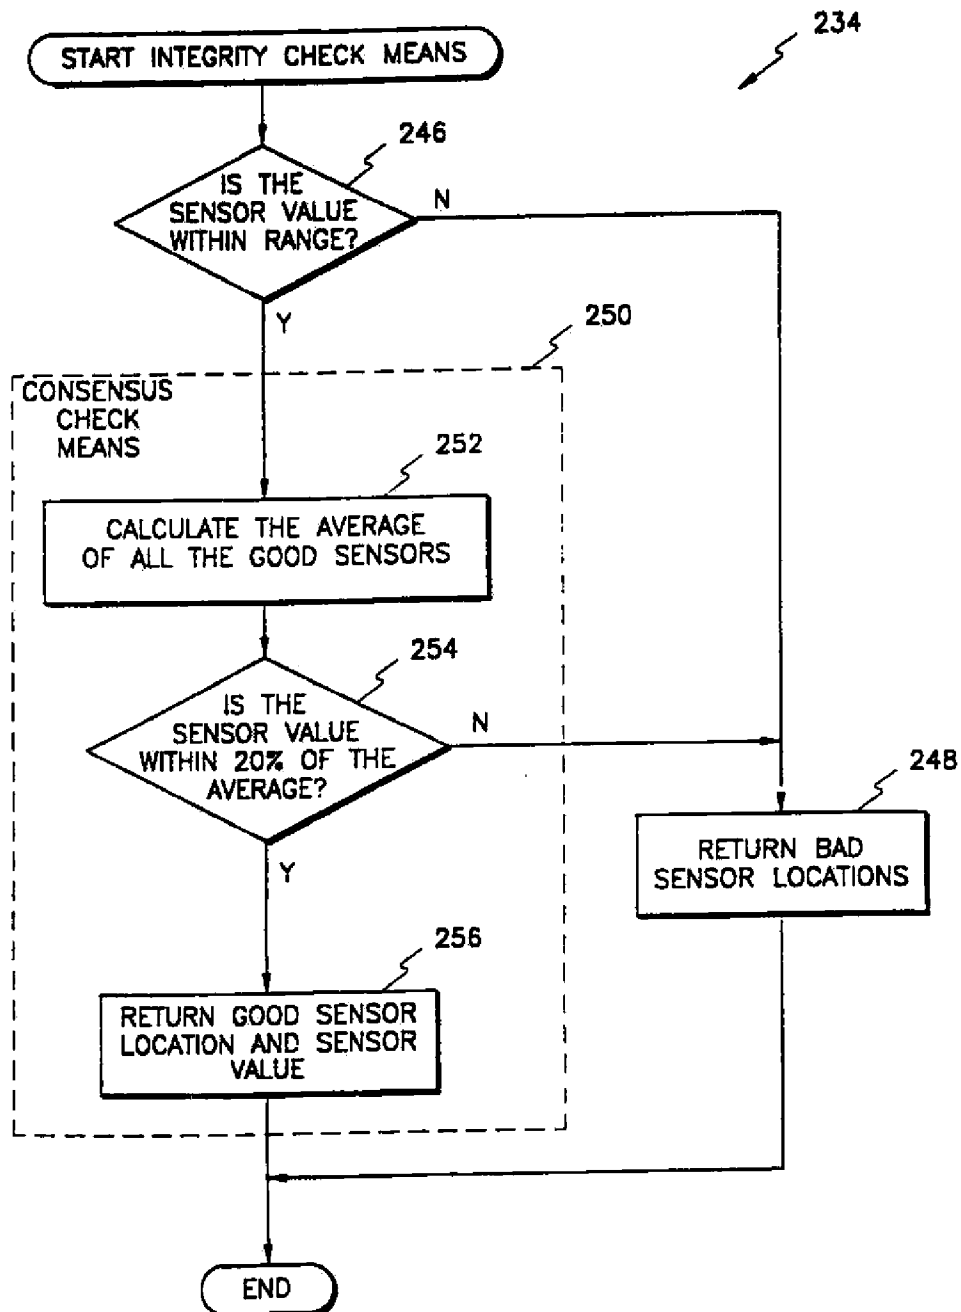 234
START INTEGRITY CHECK MEANS
246
IS THE
SENSOR VALUE
WITHIN RANGE?
N
Y
250
CONSENSUS
CHECK
MEANS
252
CALCULATE THE AVERAGE
OF ALL THE GOOD SENSORS
254
IS THE
SENSOR VALUE
WITHIN 20% OF THE
AVERAGE?
N
Y
248
RETURN BAD
SENSOR LOCATIONS
256
RETURN GOOD SENSOR
LOCATION AND SENSOR
VALUE
END